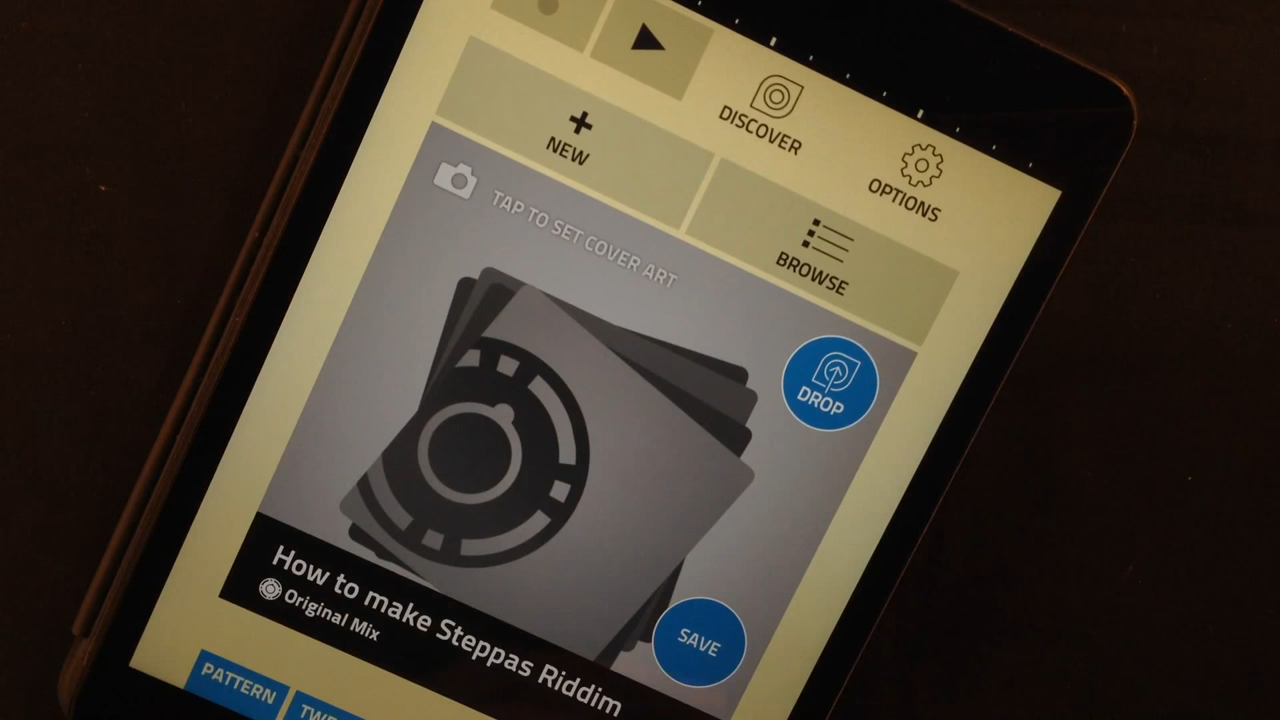 DISCOVER
OPTIONS
NEW
BROWSE
TAP TO SET COVER ART
DROP
How to make Steppas Riddim
Original Mix
SAVE
PATTERN